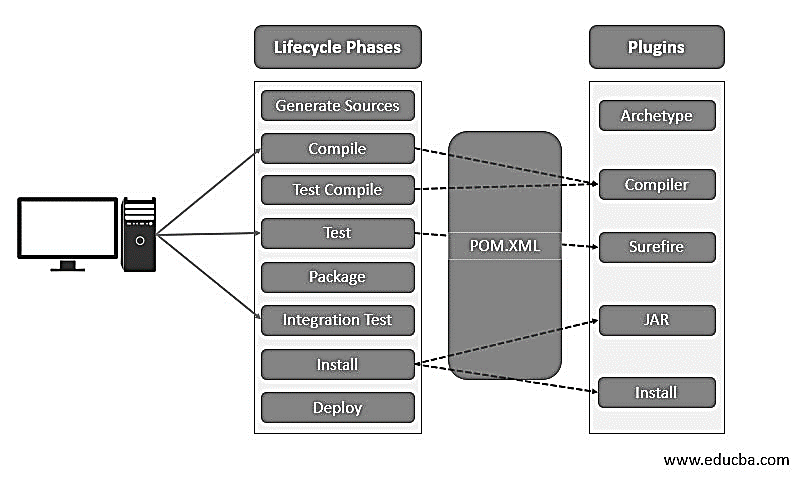 Lifecycle Phases
Generate Sources
Compile
Test Compile
Test
Package
Integration Test
Install
Deploy
POM.XML
Plugins
Archetype
Compiler
Surefire
JAR
Install
www.educba.com